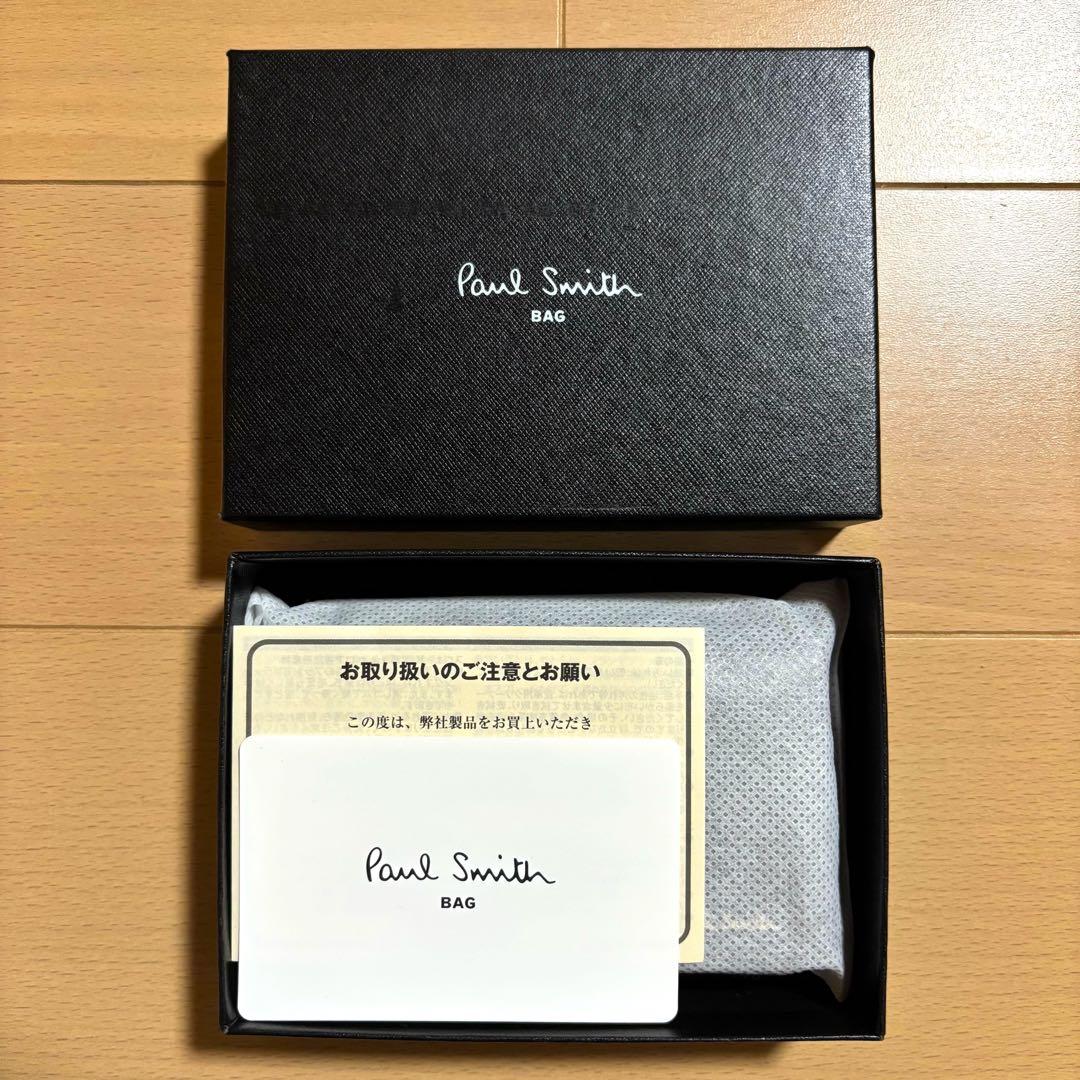 Paul Smith
BAG
お取り扱いのご注意とお願い
この度は、弊社製品をお買上いただき
Paul Smith
BAG
Smith